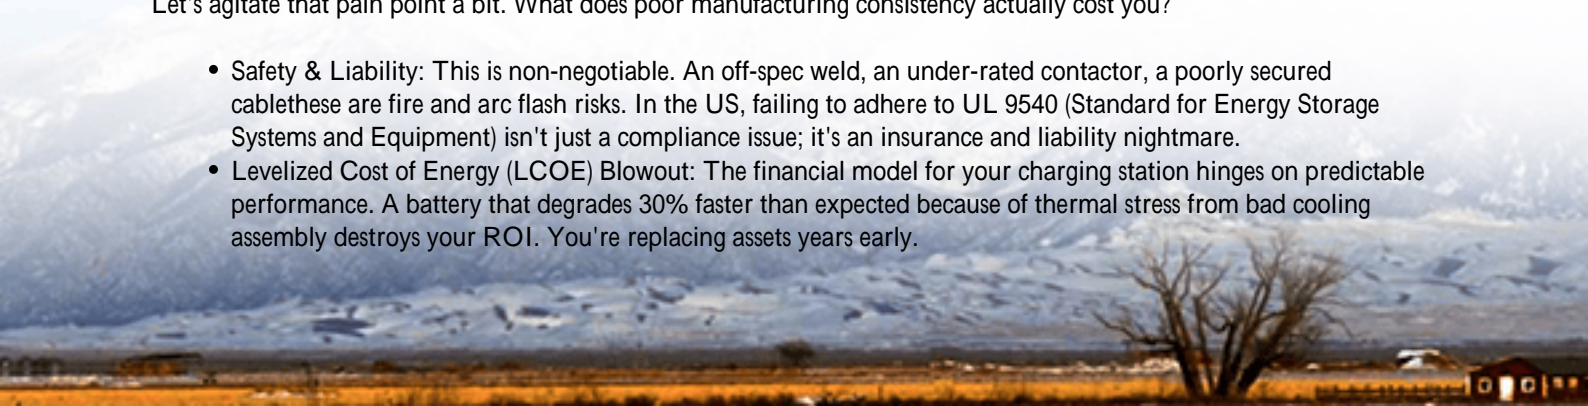 Let's agitate that pain point a bit. What does poor manufacturing consistency actually cost you?
• Safety & Liability: This is non-negotiable. An off-spec weld, an under-rated contactor, a poorly secured
cablethese are fire and arc flash risks. In the US, failing to adhere to UL 9540 (Standard for Energy Storage
Systems and Equipment) isn't just a compliance issue; it's an insurance and liability nightmare.
• Levelized Cost of Energy (LCOE) Blowout: The financial model for your charging station hinges on predictable
performance. A battery that degrades 30% faster than expected because of thermal stress from bad cooling
assembly destroys your ROI. You're replacing assets years early.